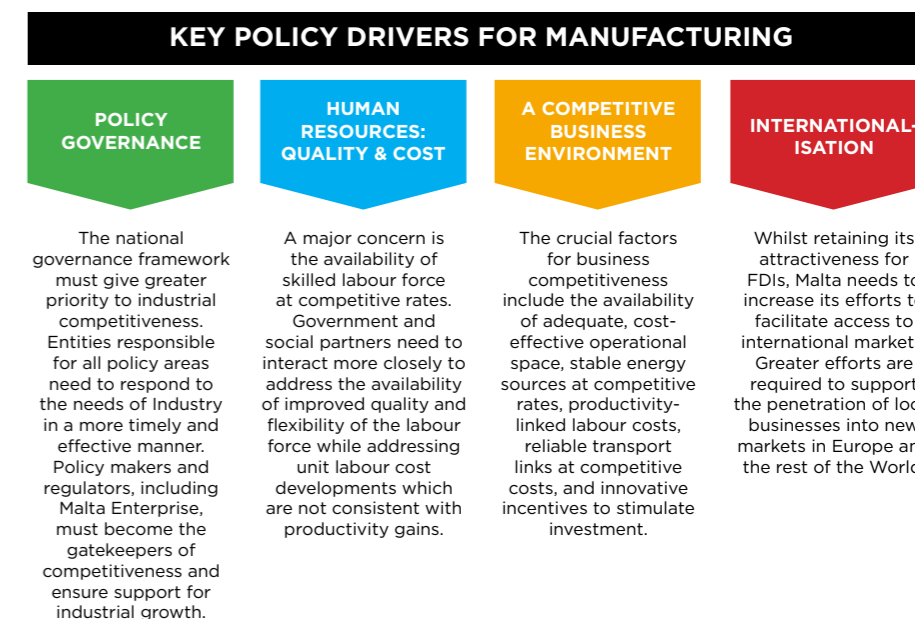 KEY POLICY DRIVERS FOR MANUFACTURING
POLICY
GOVERNANCE
The national
governance framework
must give greater
priority to industrial
competitiveness.
Entities responsible
for all policy areas
need to respond to
the needs of Industry
in a more timely and
effective manner.
Policy makers and
regulators, including
Malta Enterprise,
must become the
gatekeepers of
competitiveness and
ensure support for
industrial growth.
HUMAN
RESOURCES:
QUALITY & COST
A major concern is
the availability of
skilled labour force
at competitive rates.
Government and
social partners need to
interact more closely to
address the availability
of improved quality and
flexibility of the labour
force while addressing
unit labour cost
developments which
are not consistent with
productivity gains.
A COMPETITIVE
BUSINESS
ENVIRONMENT
The crucial factors
for business
competitiveness
include the availability
of adequate, cost-
effective operational
space, stable energy
sources at competitive
rates, productivity-
linked labour costs,
reliable transport
links at competitive
costs, and innovative
incentives to stimulate
investment.
INTERNATIONAL-
ISATION
Whilst retaining its
attractiveness for
FDIs, Malta needs to
increase its efforts to
facilitate access to
international market
Greater efforts are
required to support
the penetration of loc
businesses into new
markets in Europe an
the rest of the World